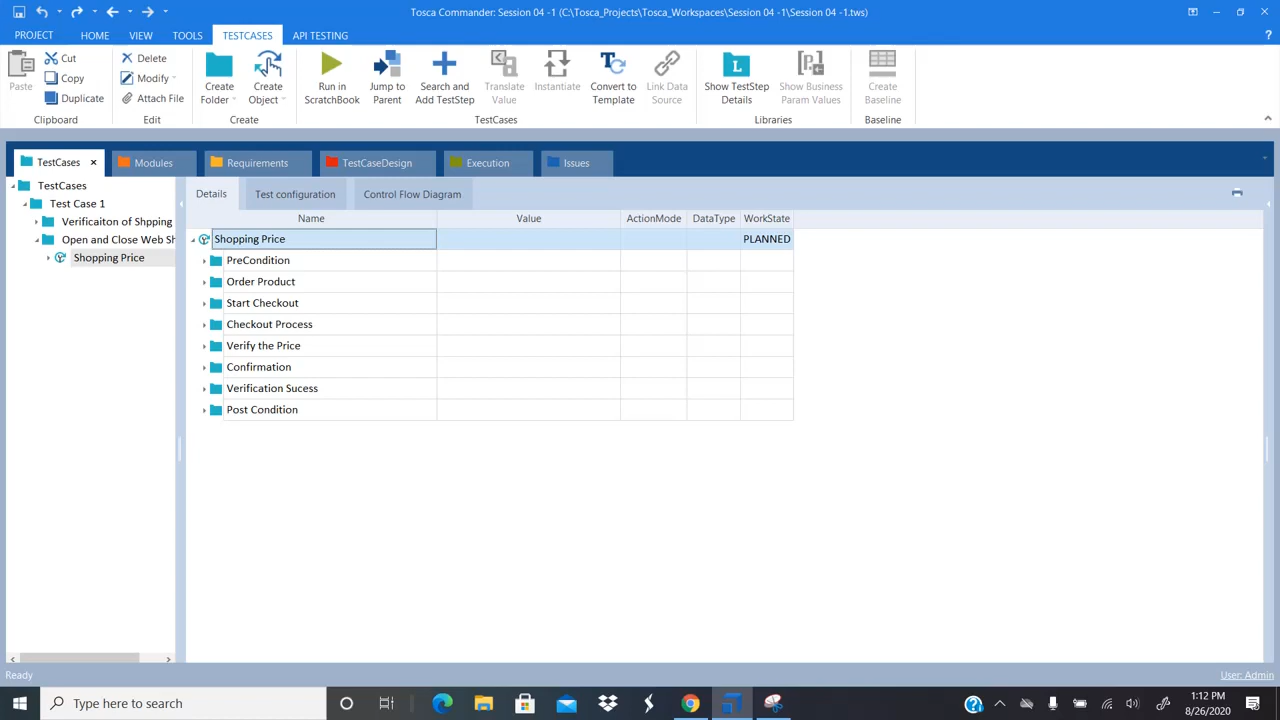 Tosca Commander: Session 04 -1 (C:\Tosca_Projects\Tosca_Workspaces\Session 04 -1\Session 04 -1.tws)
PROJECT HOME VIEW TOOLS TESTCASES API TESTING ?
Paste
Cut
Copy
Duplicate
Clipboard
Delete
Modify
Attach File
Edit
Create Folder
Create Object
Create
Run in ScratchBook
Jump to Parent
Search and Add TestStep
Translate Value
Instantiate
Convert to Template
Link Data Source
TestCases
Show TestStep Details
Show Business Param Values
Libraries
Create Baseline
Baseline
TestCases x Modules Requirements TestCaseDesign Execution Issues
TestCases
Test Case 1
Verificaiton of Shpping
Open and Close Web Sh
Shopping Price
Details Test configuration Control Flow Diagram
Name Value ActionMode DataType WorkState
Shopping Price PLANNED
PreCondition
Order Product
Start Checkout
Checkout Process
Verify the Price
Confirmation
Verification Sucess
Post Condition
Ready User: Admin
Type here to search
1:12 PM
8/26/2020